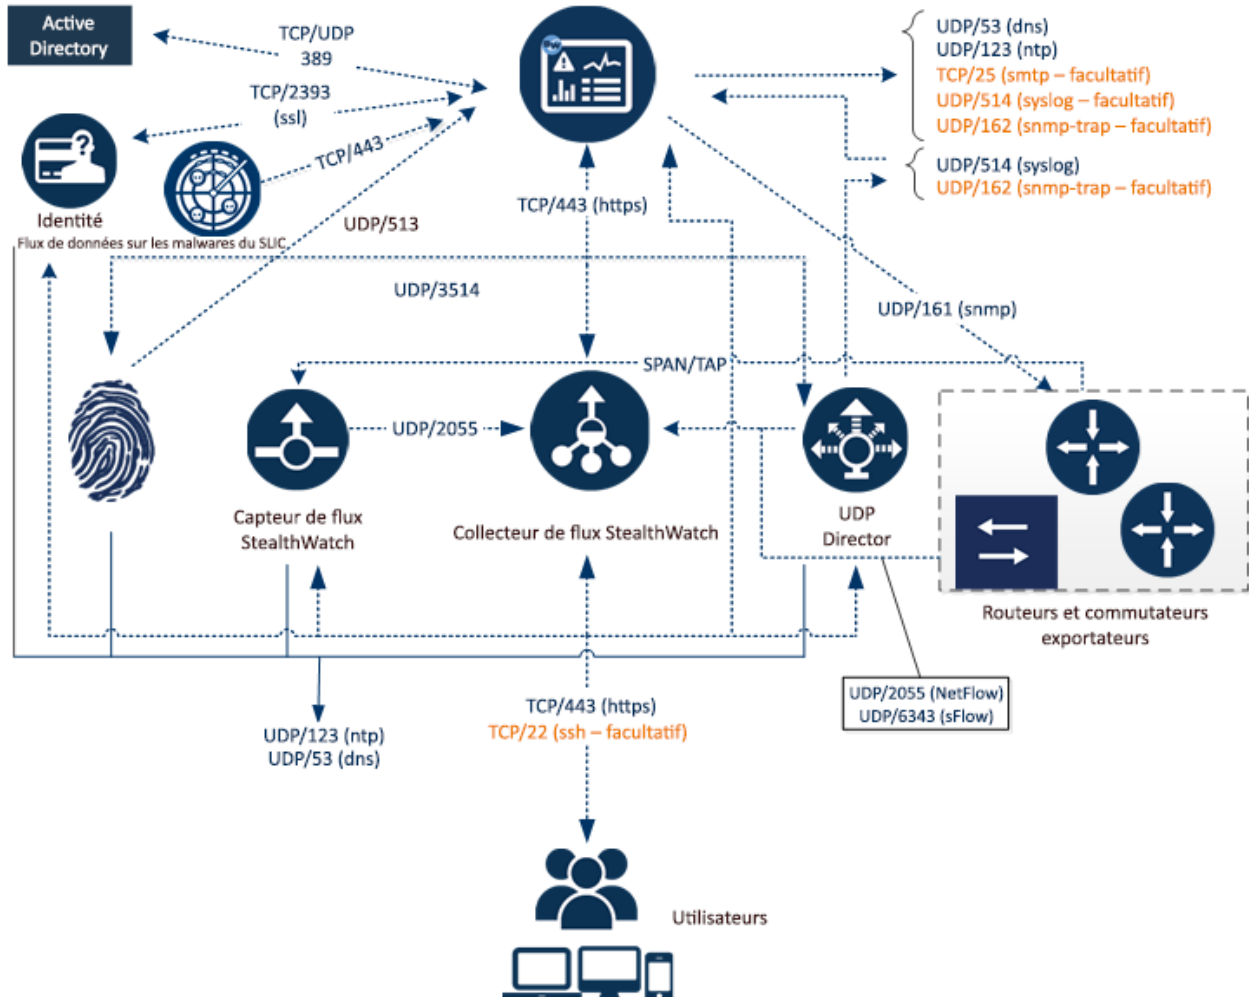 Active
Directory
TCP/UDP
389
TCP/2393
(ssl)
TCP/443
Identité
Flux de données sur les malwares du SLIC
UDP/513
TCP/443 (https)
UDP/53 (dns)
UDP/123 (ntp)
TCP/25 (smtp – facultatif)
UDP/514 (syslog – facultatif)
UDP/162 (snmp-trap – facultatif)
UDP/514 (syslog)
UDP/162 (snmp-trap – facultatif)
UDP/3514
UDP/161 (snmp)
SPAN/TAP
UDP/2055
Capteur de flux
StealthWatch
Collecteur de flux StealthWatch
UDP
Director
Routeurs et commutateurs
exportateurs
UDP/2055 (NetFlow)
UDP/6343 (sFlow)
TCP/443 (https)
TCP/22 (ssh – facultatif)
UDP/123 (ntp)
UDP/53 (dns)
Utilisateurs